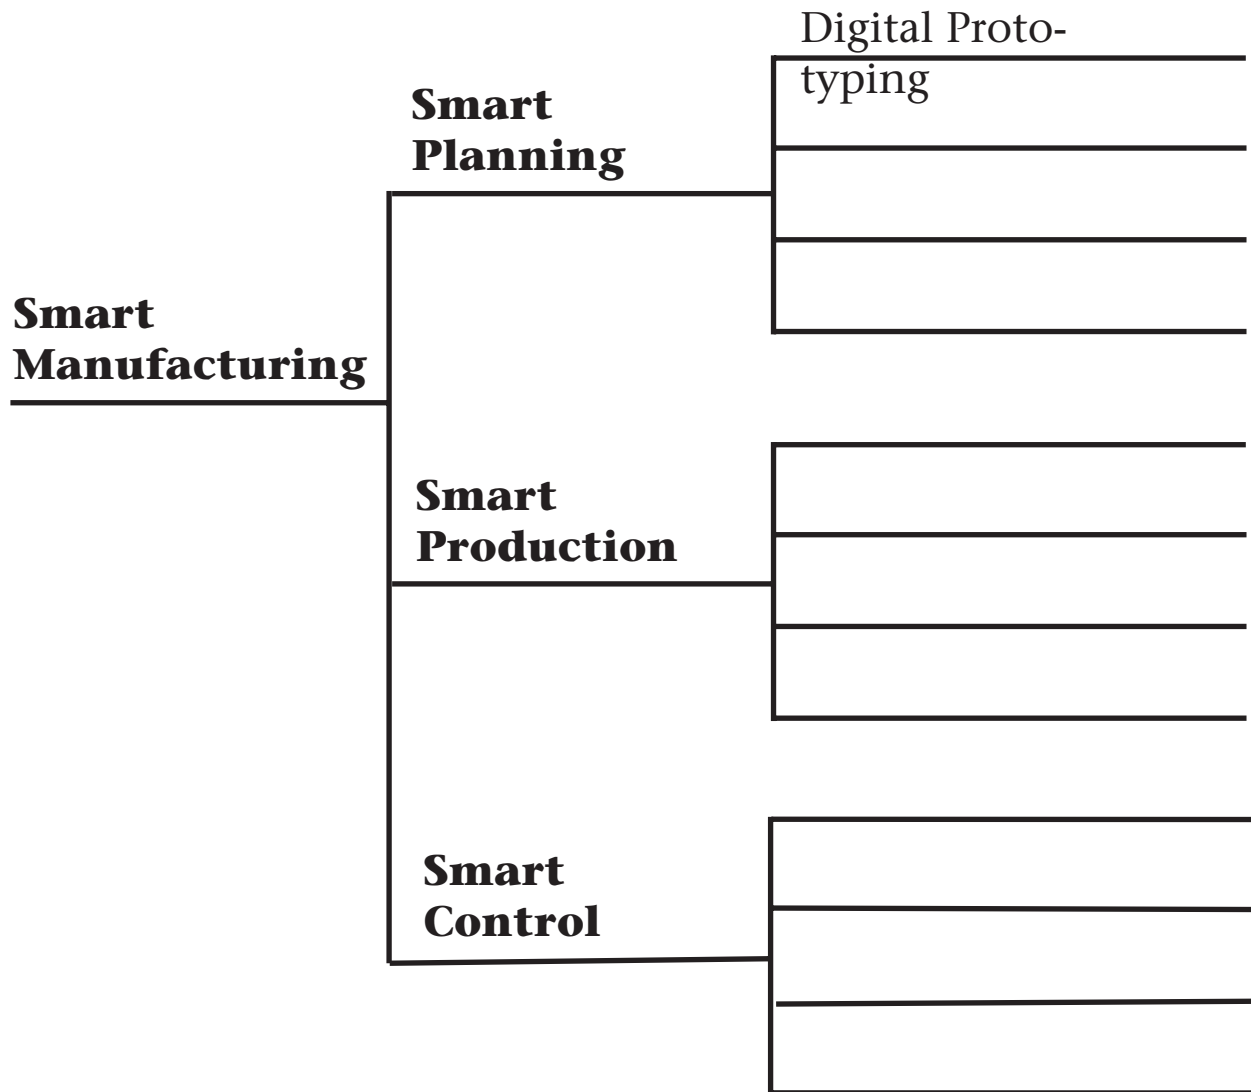 Digital Proto-
typing
Smart
Planning
Smart
Manufacturing
Smart
Production
Smart
Control